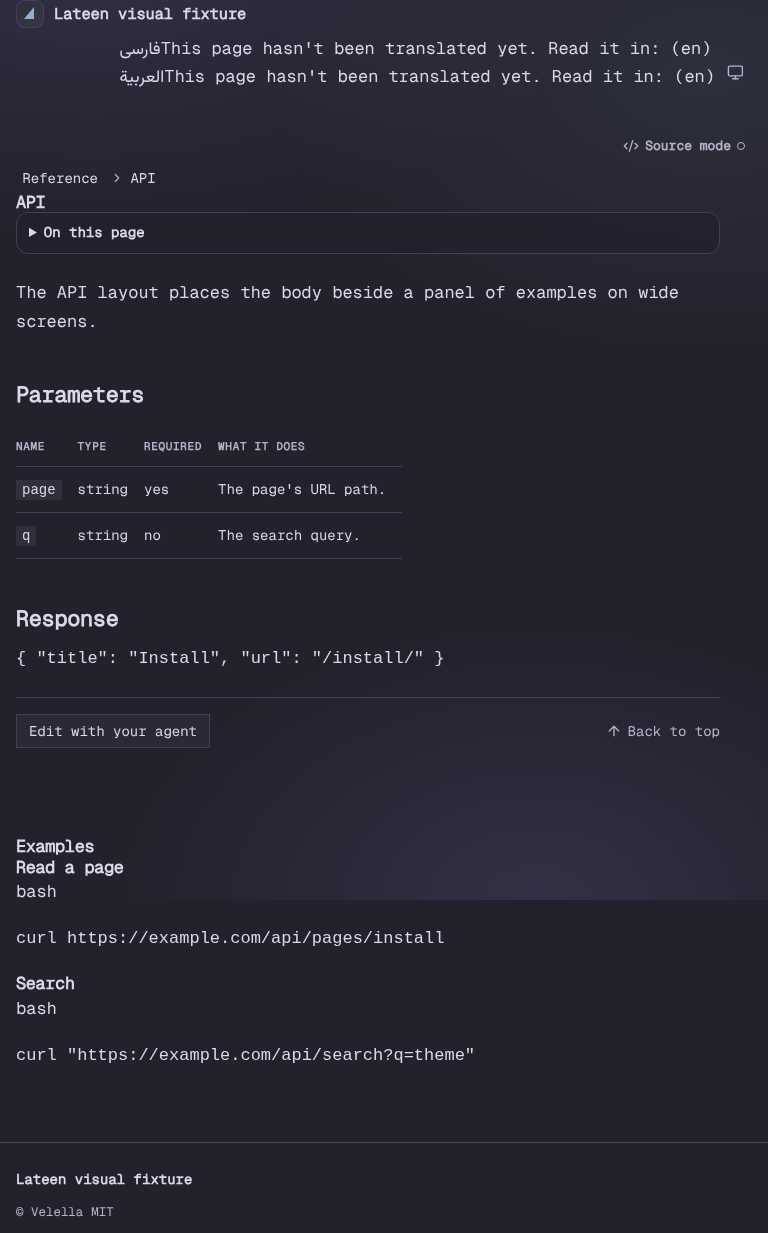 Lateen visual fixture
فارسیThis page hasn't been translated yet. Read it in: (en)
العربيةThis page hasn't been translated yet. Read it in: (en)
Source mode
Reference API
API
On this page
The API layout places the body beside a panel of examples on wide
screens.
Parameters
NAME TYPE REQUIRED WHAT IT DOES
page string yes The page's URL path.
q string no The search query.
Response
{ "title": "Install", "url": "/install/" }
Edit with your agent
Back to top
Examples
Read a page
bash
curl https://example.com/api/pages/install
Search
bash
curl "https://example.com/api/search?q=theme"
Lateen visual fixture
© Velella MIT